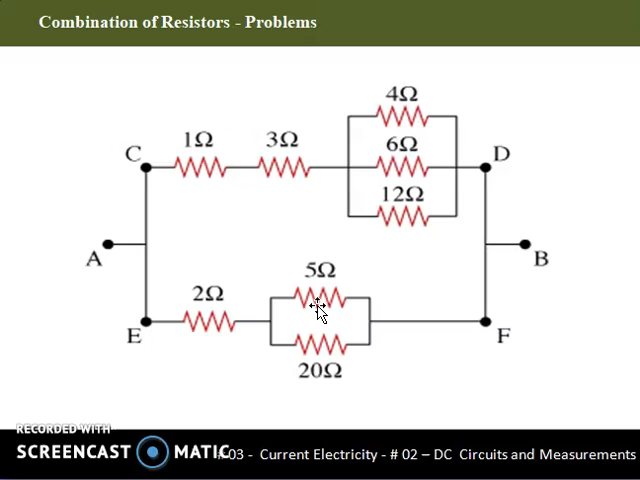 Combination of Resistors - Problems
4Ω
C 1Ω 3Ω 6Ω D
12Ω
A B
5Ω
2Ω
E F
20Ω
RECORDED WITH
SCREENCAST MATIC
# 03 - Current Electricity - # 02 – DC Circuits and Measurements